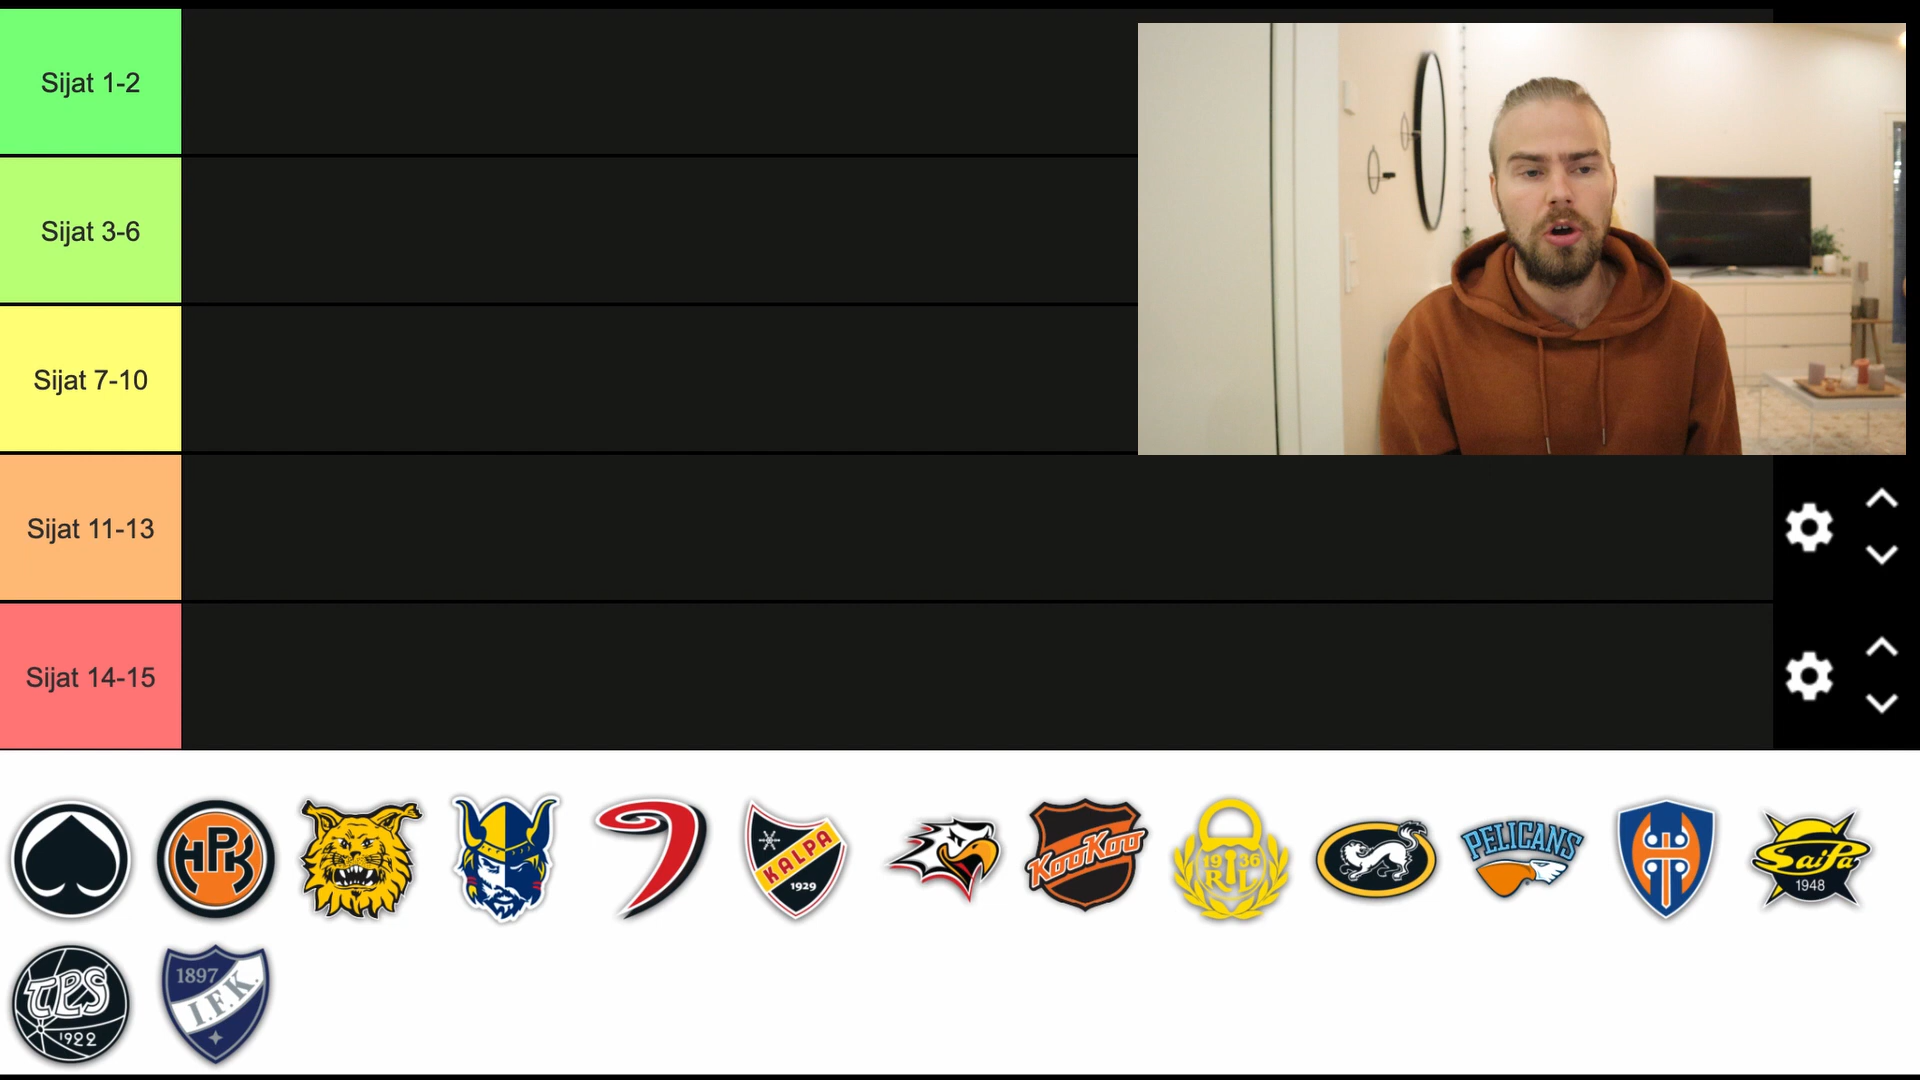 Sijat 1-2
Sijat 3-6
Sijat 7-10
Sijat 11-13
Sijat 14-15
HPK
KALPA
1929
KooKoo
19 36
RIL
PELICANS
SaiPa
1948
TPS
1922
1897
I.F.K.